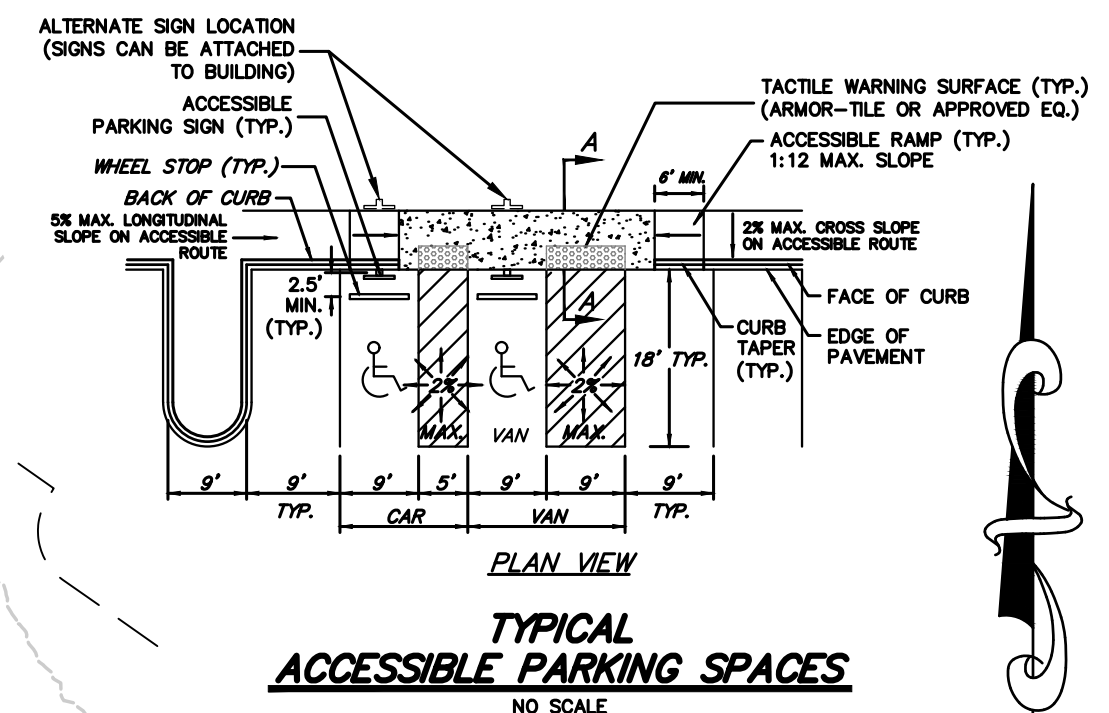 ALTERNATE SIGN LOCATION
(SIGNS CAN BE ATTACHED
TO BUILDING)
ACCESSIBLE
PARKING SIGN (TYP.)
WHEEL STOP (TYP.)
BACK OF CURB
5% MAX. LONGITUDINAL
SLOPE ON ACCESSIBLE
ROUTE
2.5'
MIN.
(TYP.)
A
A
TACTILE WARNING SURFACE (TYP.)
(ARMOR-TILE OR APPROVED EQ.)
ACCESSIBLE RAMP (TYP.)
1:12 MAX. SLOPE
6' MIN.
2% MAX. CROSS SLOPE
ON ACCESSIBLE ROUTE
FACE OF CURB
EDGE OF
PAVEMENT
CURB
TAPER
(TYP.)
18' TYP.
2%
MAX.
VAN
2%
MAX.
9'
9'
TYP.
9'
5'
9'
9'
9'
TYP.
CAR
VAN
PLAN VIEW
TYPICAL
ACCESSIBLE PARKING SPACES
NO SCALE